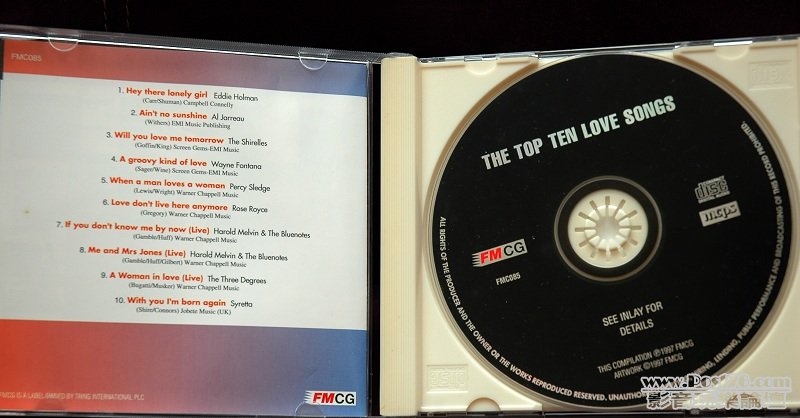 FMC085
1. Hey there lonely girl Eddie Holman
(Carr/Shuman) Campbell Connelly
2. Ain't no sunshine Al Jarreau
(Withers) EMI Music Publishing
3. Will you love me tomorrow The Shirelles
(Goffin/King) Screen Gems-EMI Music
4. A groovy kind of love Wayne Fontana
(Sager/Wine) Screen Gems-EMI Music
5. When a man loves a woman Percy Sledge
(Lewis/Wright) Warner Chappell Music
6. Love don't live here anymore Rose Royce
(Gregory) Warner Chappell Music
7. If you don't know me by now (Live) Harold Melvin & The Bluenotes
(Gamble/Huff) Warner Chappell Music
8. Me and Mrs Jones (Live) Harold Melvin & The Bluenotes
(Gamble/Huff/Gilbert) Warner Chappell Music
9. A Woman in love (Live) The Three Degrees
(Bugatti/Musker) Warner Chappell Music
10. With you I'm born again Syretta
(Shire/Connors) Jobete Music (UK)
FMCG IS A LABEL OWNED BY TRING INTERNATIONAL PLC
FMCG
THE TOP TEN LOVE SONGS
COMPACT
disc
DIGITAL AUDIO
mcps
FMCG
FMC085
SEE INLAY FOR
DETAILS
THIS COMPILATION Ⓟ1997 FMCG
ARTWORK ©1997 FMCG
ALL RIGHTS OF THE PRODUCER AND THE OWNER OR THE WORKS REPRODUCED RESERVED. UNAUTHORISED HIRING, LENDING, PUBLIC PERFORMANCE AND BROADCASTING OF THIS RECORD PROHIBITED.